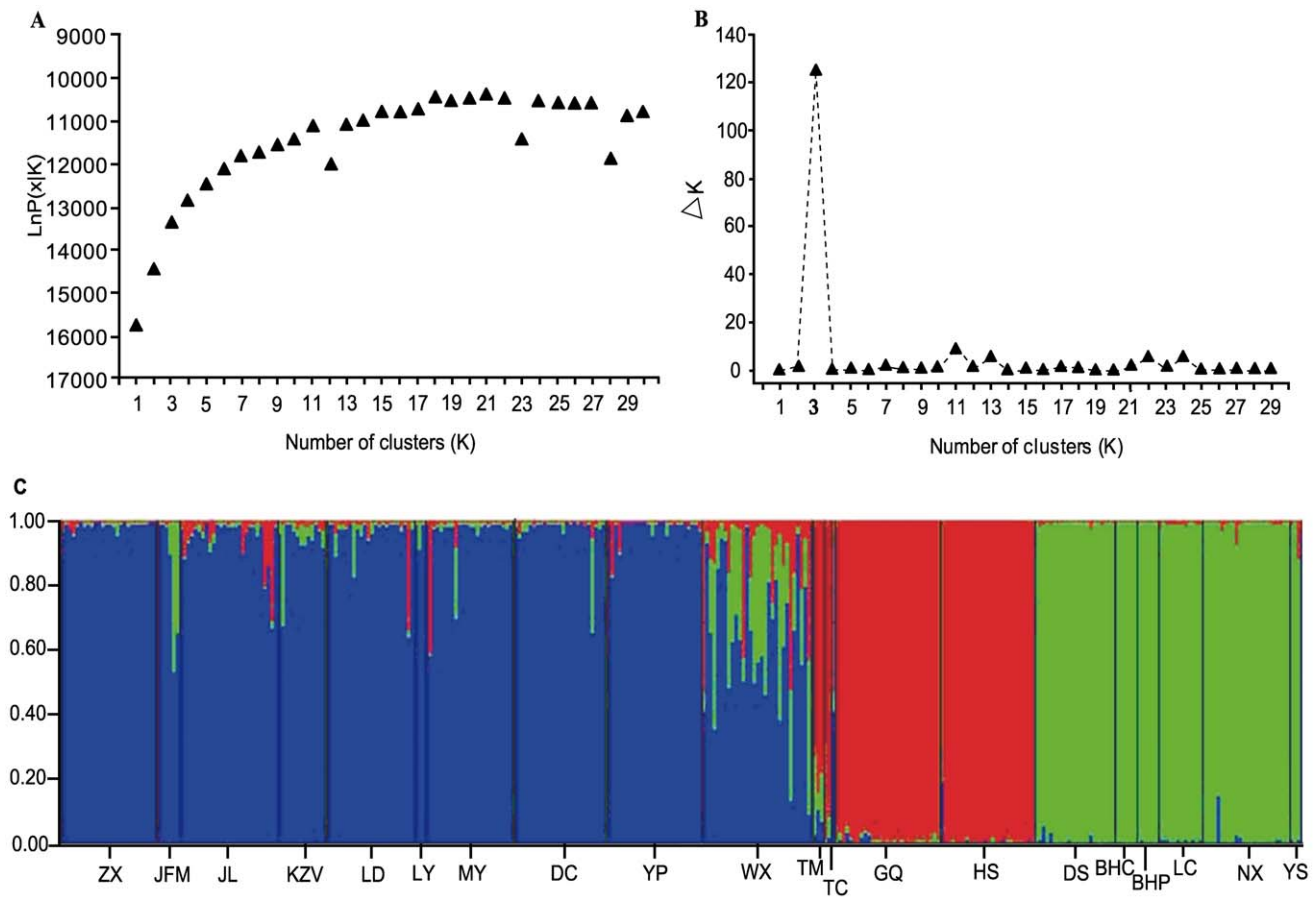 A
9000
10000
11000
12000
13000
14000
15000
16000
17000
LnP(x|K)
1 3 5 7 9 11 13 15 17 19 21 23 25 27 29
Number of clusters (K)
B
140
120
100
80
60
40
20
0
△K
1 3 5 7 9 11 13 15 17 19 21 23 25 27 29
Number of clusters (K)
C
1.00
0.80
0.60
0.40
0.20
0.00
ZX JFM JL KZV LD LY MY DC YP WX TM TC GQ HS DS BHC BHP LC NX YS